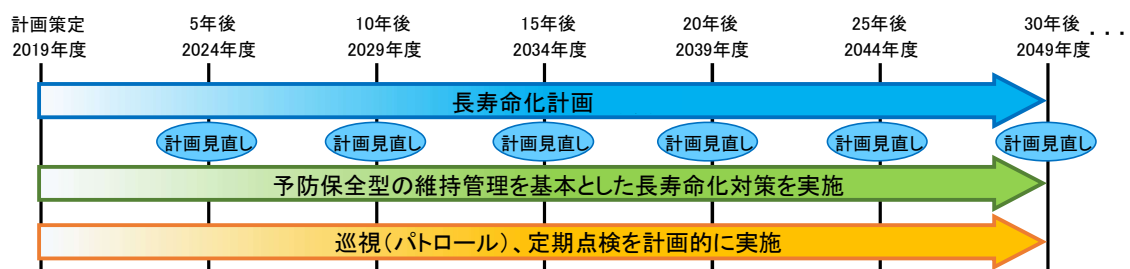 計画策定 5年後 10年後 15年後 20年後 25年後 30年後
2019年度 2024年度 2029年度 2034年度 2039年度 2044年度 2049年度 ・・・
長寿命化計画
計画見直し 計画見直し 計画見直し 計画見直し 計画見直し 計画見直し
予防保全型の維持管理を基本とした長寿命化対策を実施
巡視(パトロール)、定期点検を計画的に実施